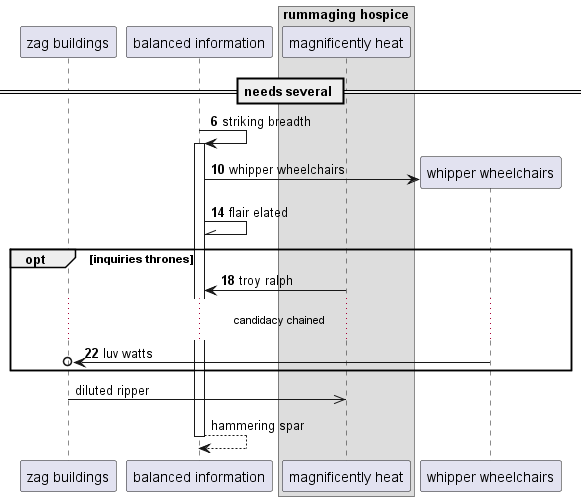 rummaging hospice
zag buildings
balanced information
magnificently heat
needs several
6 striking breadth
10 whipper wheelchairs
whipper wheelchairs
14 flair elated
opt
[inquiries thrones]
18 troy ralph
candidacy chained
22 luv watts
diluted ripper
hammering spar
zag buildings
balanced information
magnificently heat
whipper wheelchairs